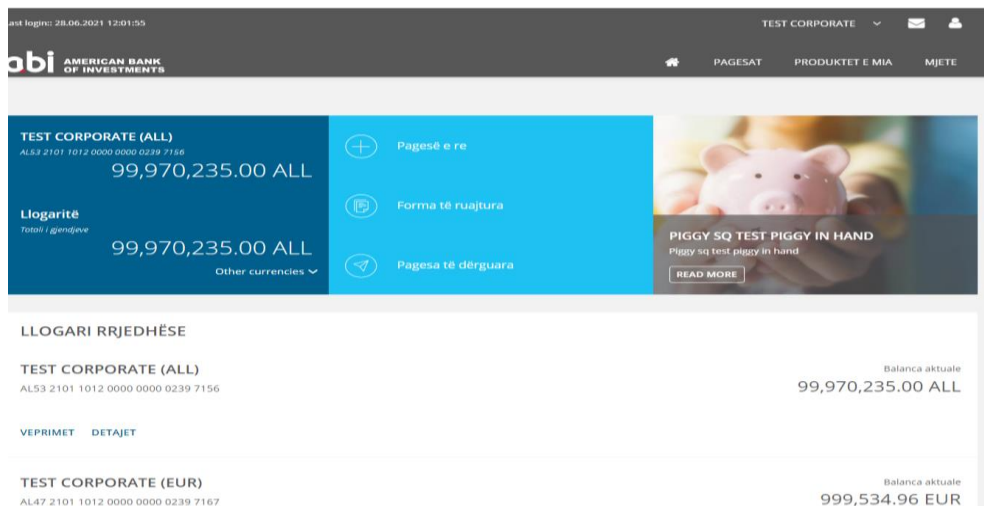 ast login:: 28.06.2021 12:01:55
TEST CORPORATE
abi AMERICAN BANK
OF INVESTMENTS
PAGESAT PRODUKTET E MIA MJETE
TEST CORPORATE (ALL)
AL53 2101 1012 0000 0000 0239 7156
99,970,235.00 ALL
Llogaritë
Totali i gjendjeve
99,970,235.00 ALL
Other currencies
Pagesë e re
Forma të ruajtura
Pagesa të dërguara
PIGGY SQ TEST PIGGY IN HAND
Piggy sq test piggy in hand
READ MORE
LLOGARI RRJEDHËSE
TEST CORPORATE (ALL)
AL53 2101 1012 0000 0000 0239 7156
Balanca aktuale
99,970,235.00 ALL
VEPRIMET DETAJET
TEST CORPORATE (EUR)
AL47 2101 1012 0000 0000 0239 7167
Balanca aktuale
999,534.96 EUR